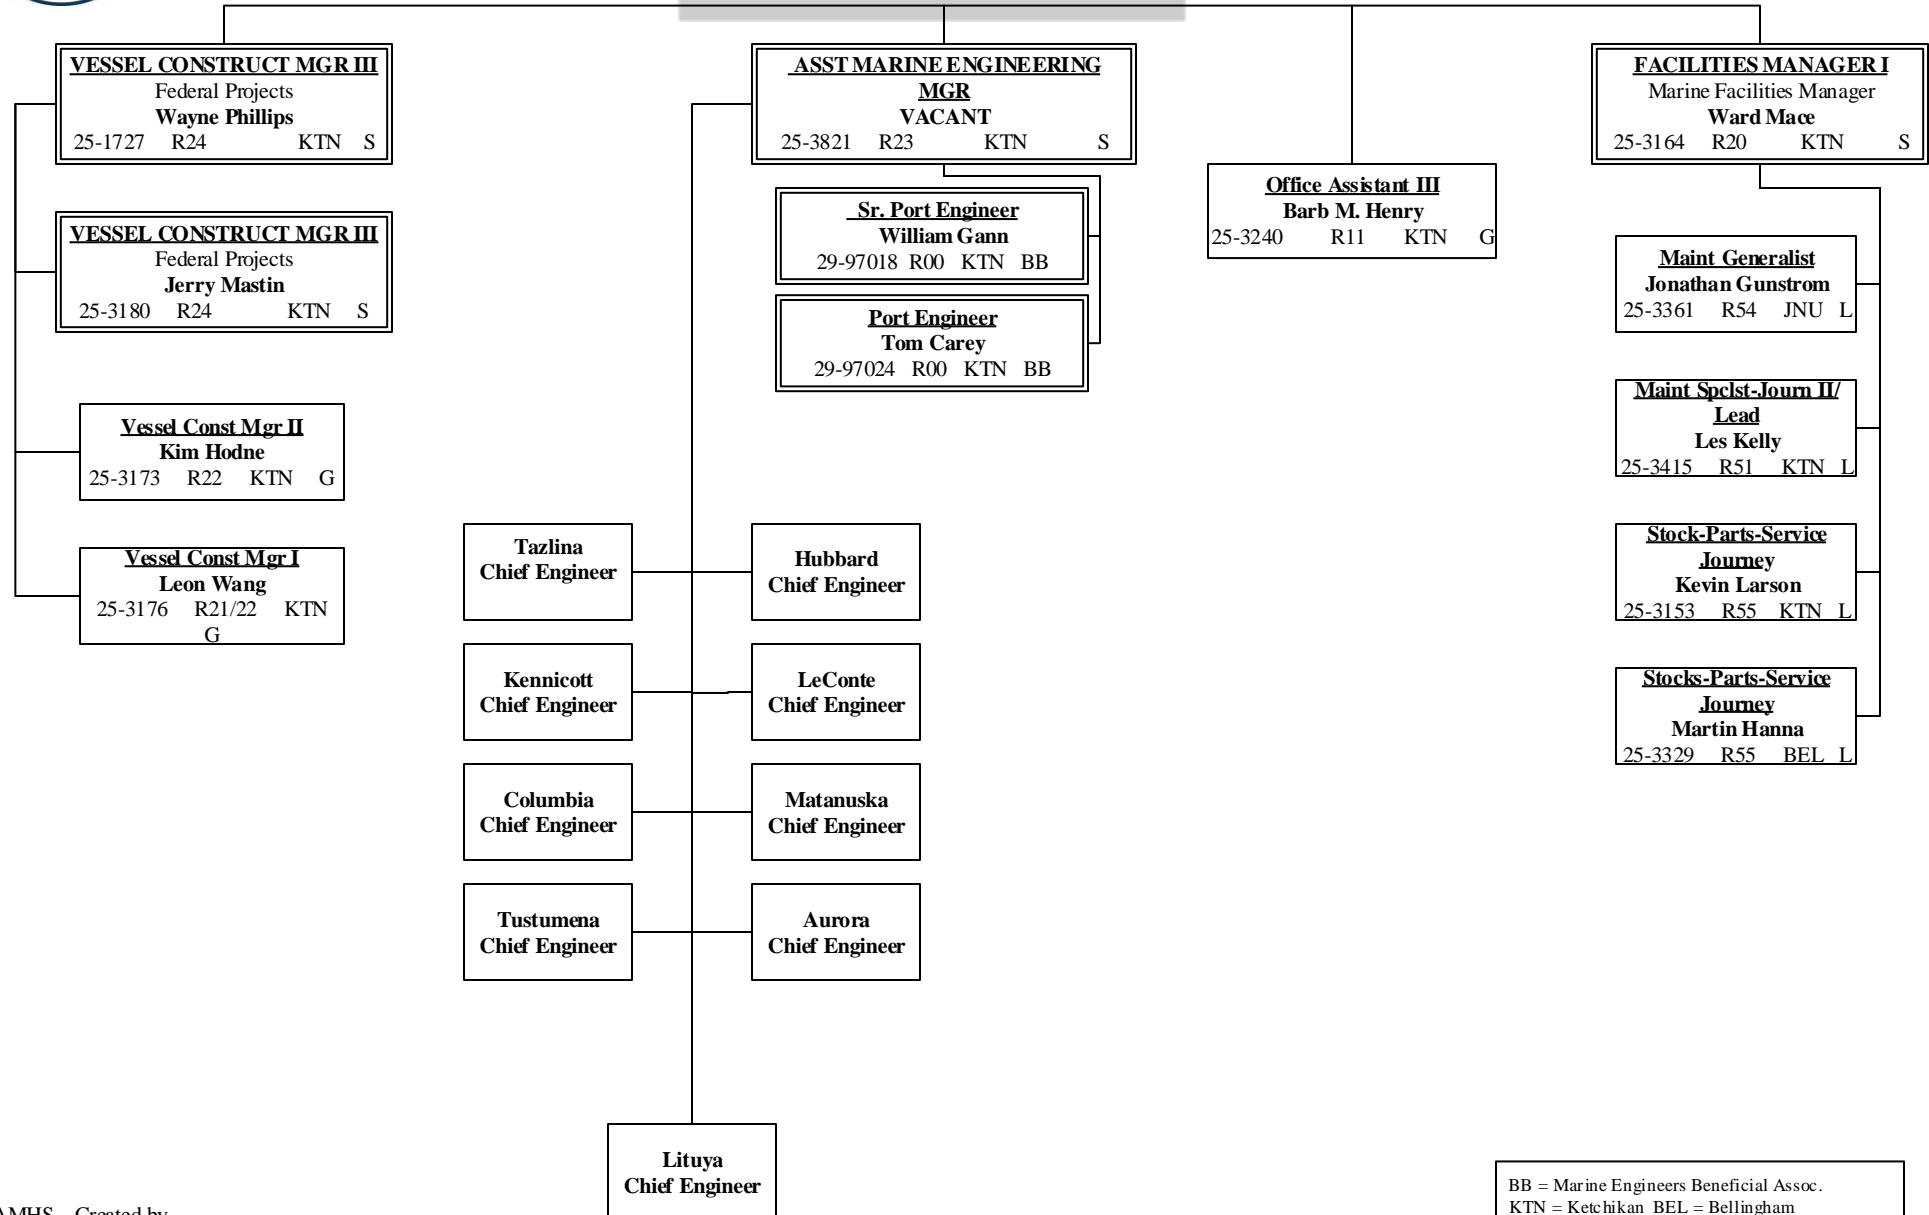 VESSEL CONSTRUCT MGR III
Federal Projects
Wayne Phillips
25-1727 R24 KTN S
VESSEL CONSTRUCT MGR III
Federal Projects
Jerry Mastin
25-3180 R24 KTN S
Vessel Const Mgr II
Kim Hodne
25-3173 R22 KTN G
Vessel Const Mgr I
Leon Wang
25-3176 R21/22 KTN
G
ASST MARINE ENGINEERING
MGR
VACANT
25-3821 R23 KTN S
Sr. Port Engineer
William Gann
29-97018 R00 KTN BB
Port Engineer
Tom Carey
29-97024 R00 KTN BB
Tazlina
Chief Engineer
Hubbard
Chief Engineer
Kennicott
Chief Engineer
LeConte
Chief Engineer
Columbia
Chief Engineer
Matanuska
Chief Engineer
Tustumena
Chief Engineer
Aurora
Chief Engineer
Lituya
Chief Engineer
Office Assistant III
Barb M. Henry
25-3240 R11 KTN G
FACILITIES MANAGER I
Marine Facilities Manager
Ward Mace
25-3164 R20 KTN S
Maint Generalist
Jonathan Gunstrom
25-3361 R54 JNU L
Maint Spclst-Journ II/
Lead
Les Kelly
25-3415 R51 KTN L
Stock-Parts-Service
Journey
Kevin Larson
25-3153 R55 KTN L
Stocks-Parts-Service
Journey
Martin Hanna
25-3329 R55 BEL L
BB = Marine Engineers Beneficial Assoc.
KTN = Ketchikan BEL = Bellingham
Created by